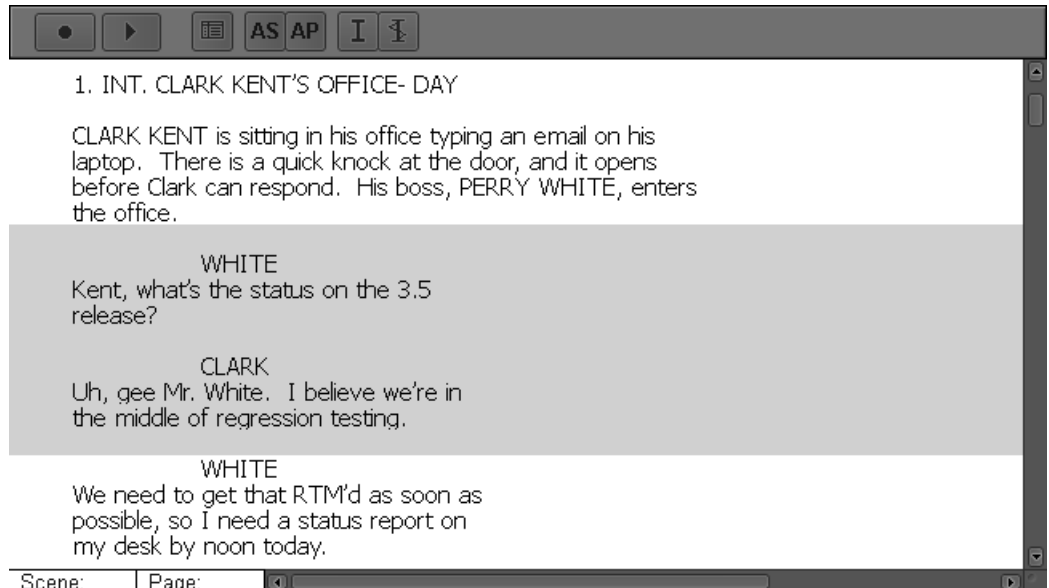 AS AP
1. INT. CLARK KENT'S OFFICE- DAY
CLARK KENT is sitting in his office typing an email on his
laptop.  There is a quick knock at the door, and it opens
before Clark can respond.  His boss, PERRY WHITE, enters
the office.
WHITE
Kent, what's the status on the 3.5
release?
CLARK
Uh, gee Mr. White.  I believe we're in
the middle of regression testing.
WHITE
We need to get that RTM'd as soon as
possible, so I need a status report on
my desk by noon today.
Scene: Page: